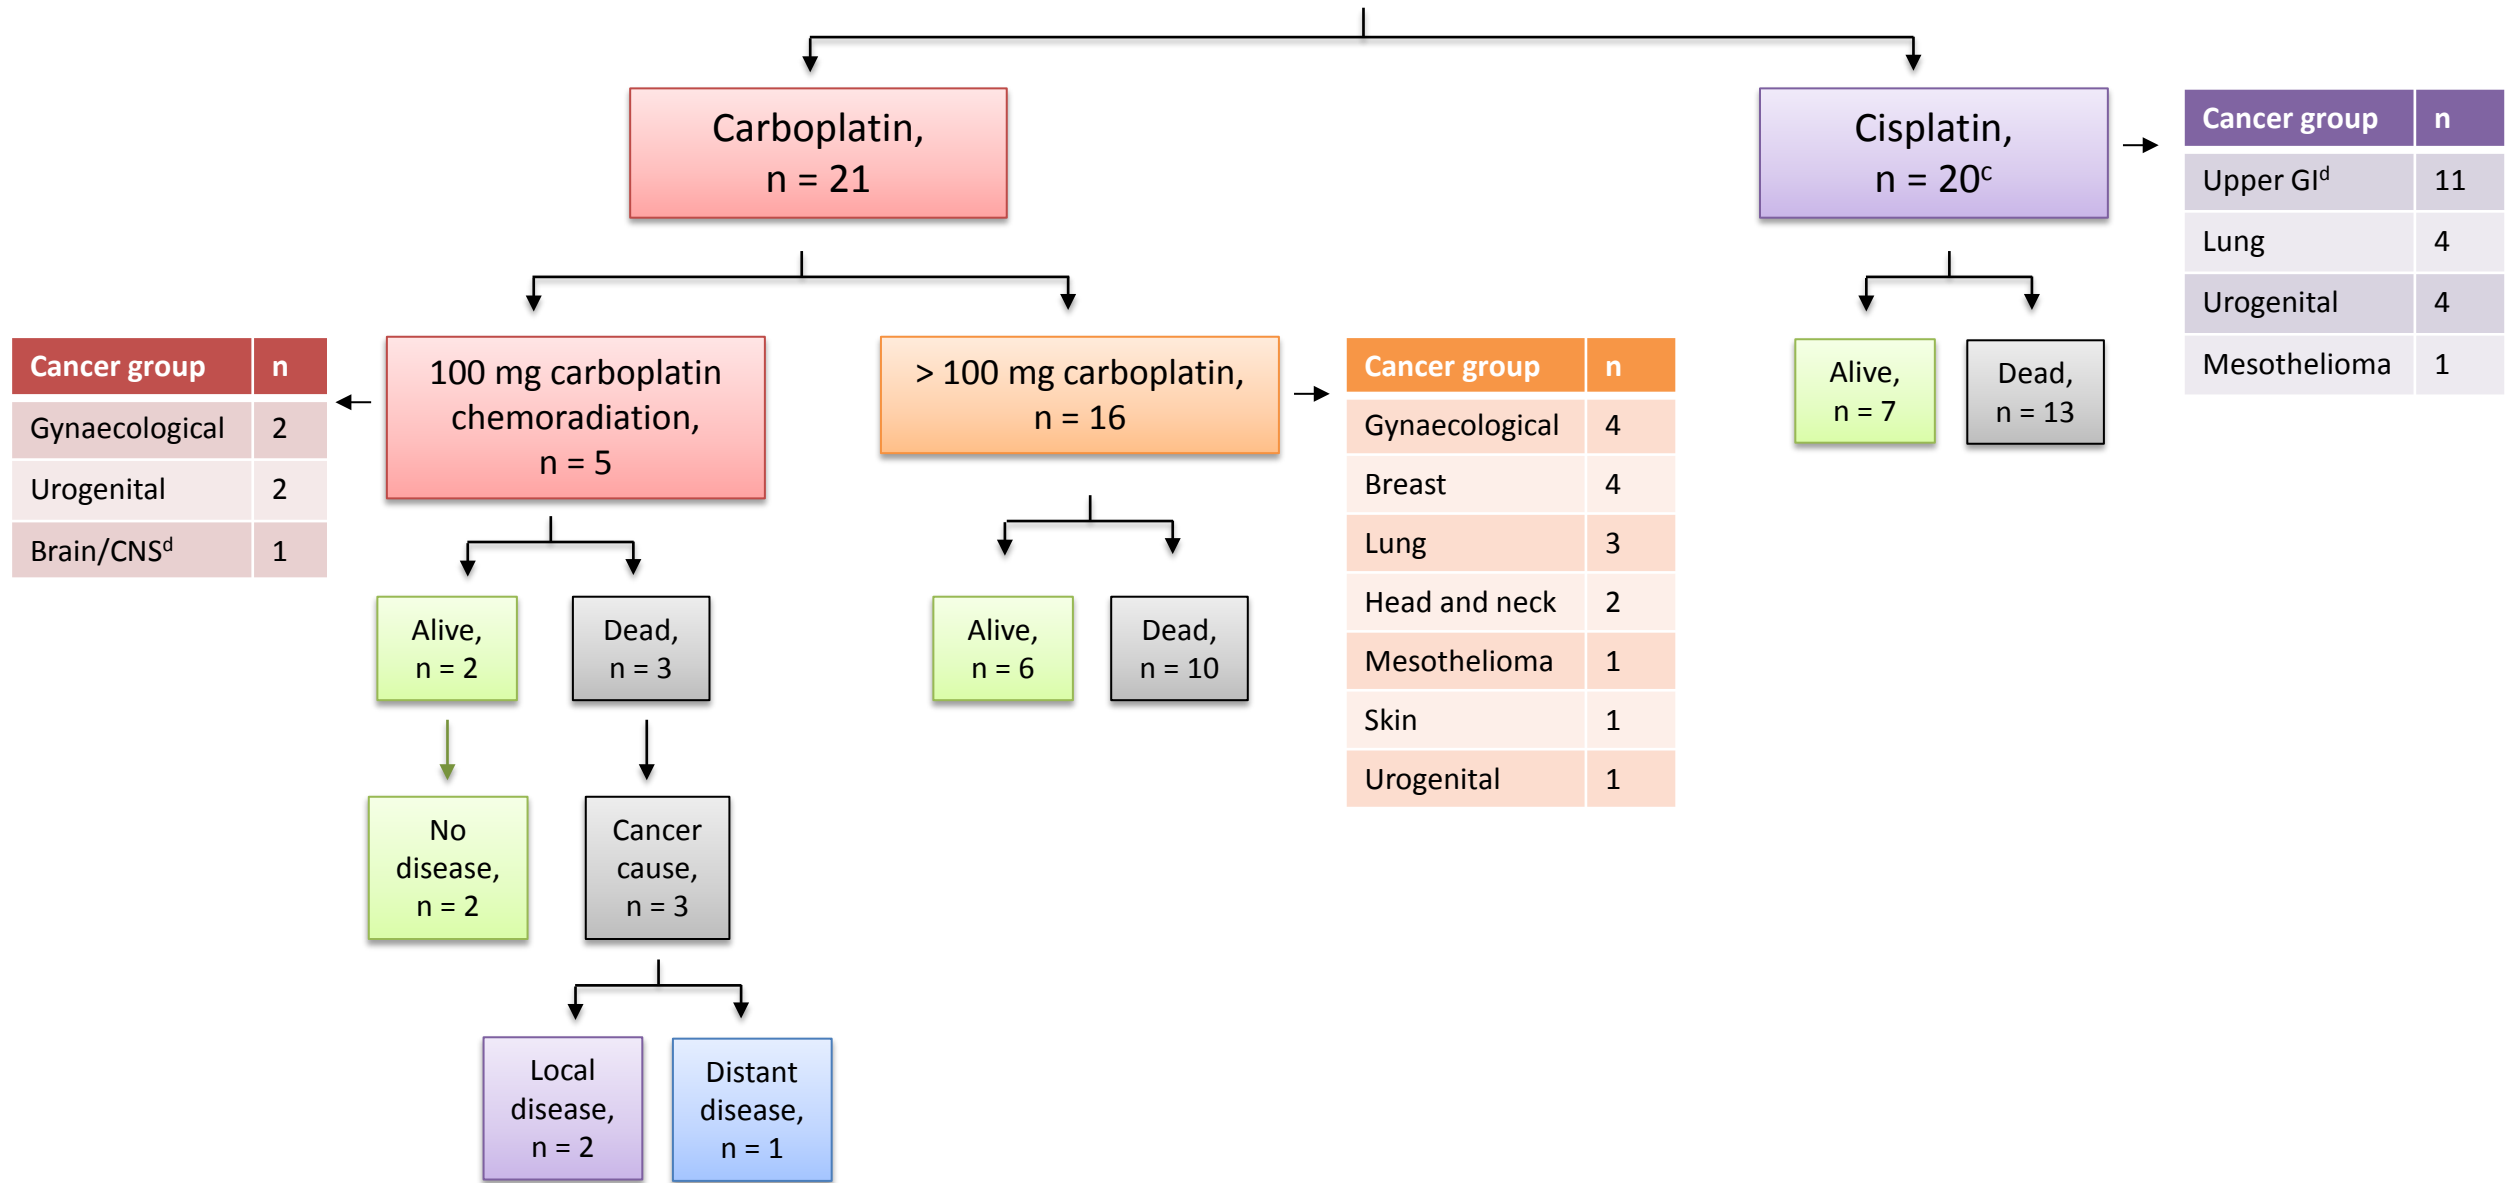 Carboplatin,
n = 21
Cisplatin,
n = 20ᶜ
Cancer group n
Upper GIᵈ 11
Lung 4
Urogenital 4
Mesothelioma 1
Cancer group n
Gynaecological 2
Urogenital 2
Brain/CNSᵈ 1
100 mg carboplatin
chemoradiation,
n = 5
> 100 mg carboplatin,
n = 16
Cancer group n
Gynaecological 4
Breast 4
Lung 3
Head and neck 2
Mesothelioma 1
Skin 1
Urogenital 1
Alive,
n = 7
Dead,
n = 13
Alive,
n = 2
Dead,
n = 3
Alive,
n = 6
Dead,
n = 10
No
disease,
n = 2
Cancer
cause,
n = 3
Local
disease,
n = 2
Distant
disease,
n = 1